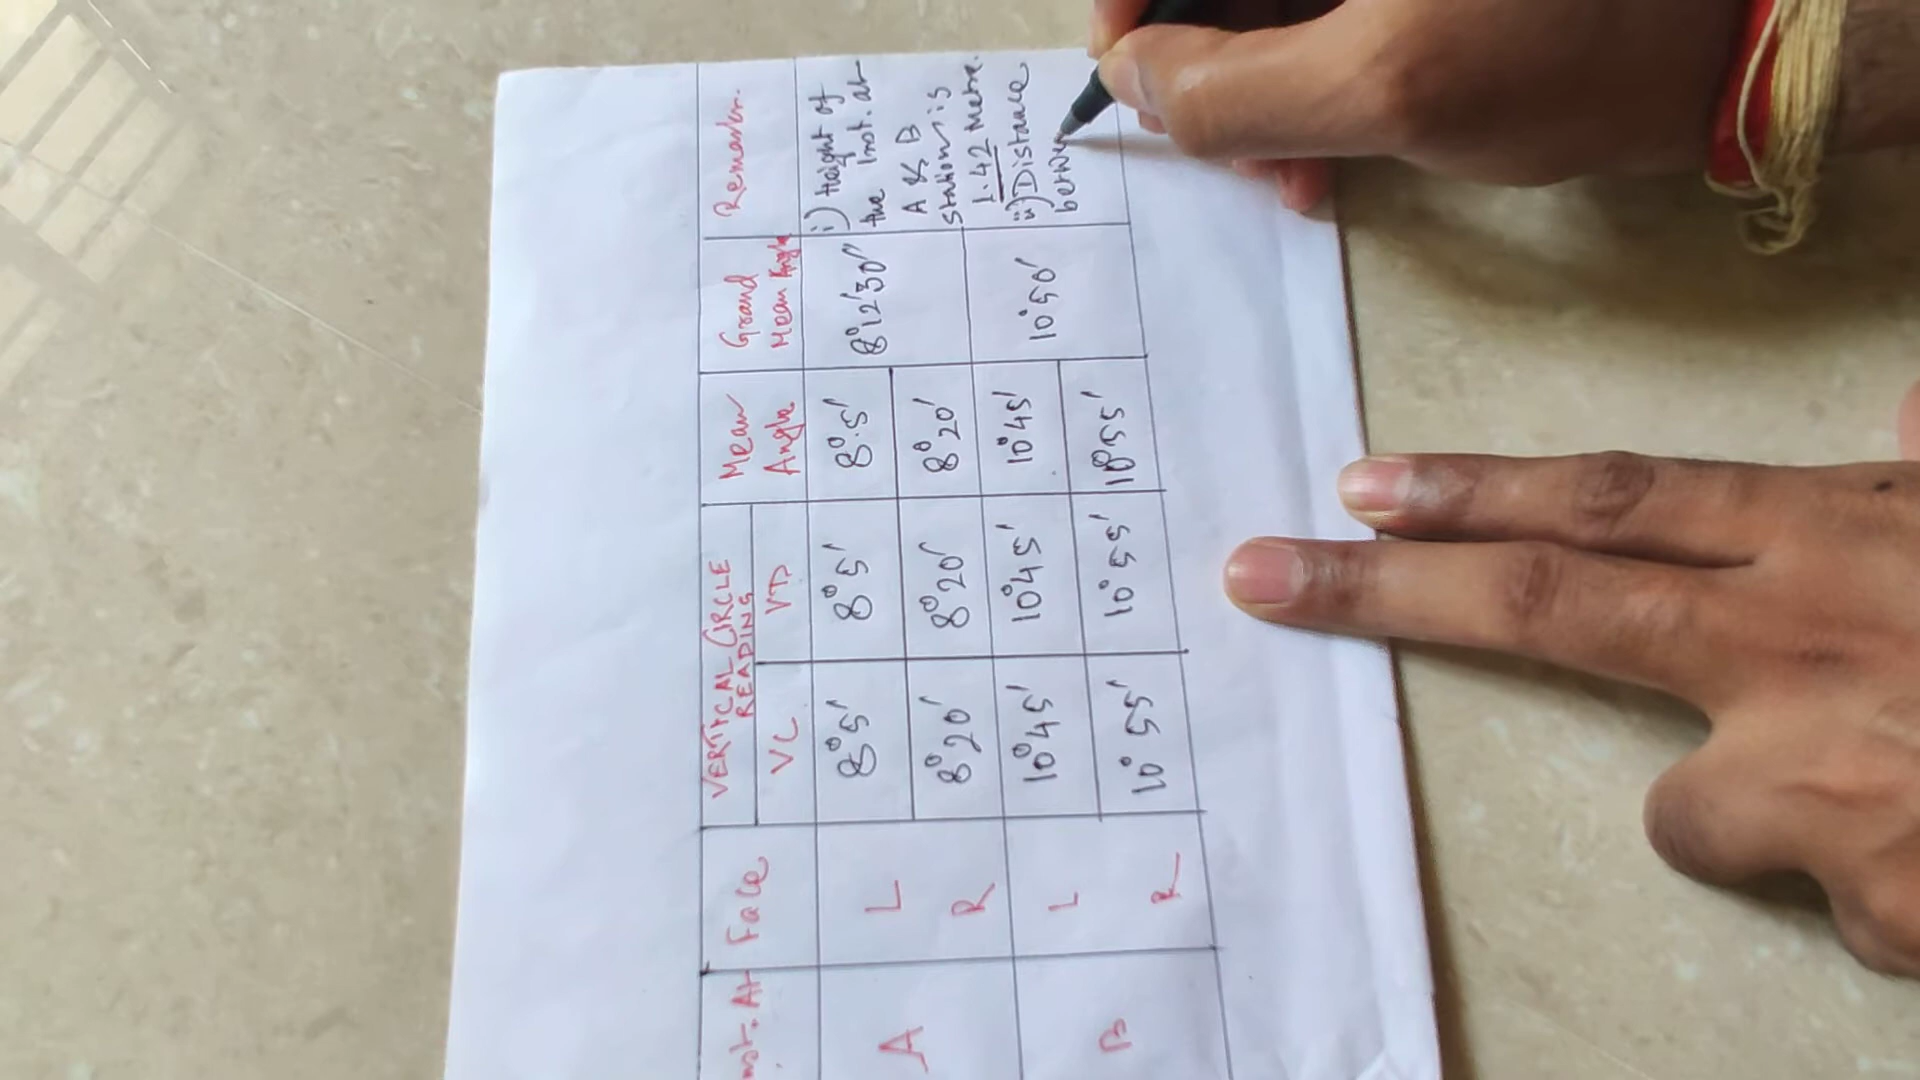 Inst. At Face VERTICAL CIRCLE READING Mean Angle Grand Mean Angle Remarks.
VC VD
A L 8°5' 8°5' 8°5' 8°12'30"
R 8°20' 8°20' 8°20'
B L 10°45' 10°45' 10°45' 10°50'
R 10°55' 10°55' 10°55'
i) Height of
the Inst. at
A & B
station is
1.42 Metre.
ii) Distance
betwe